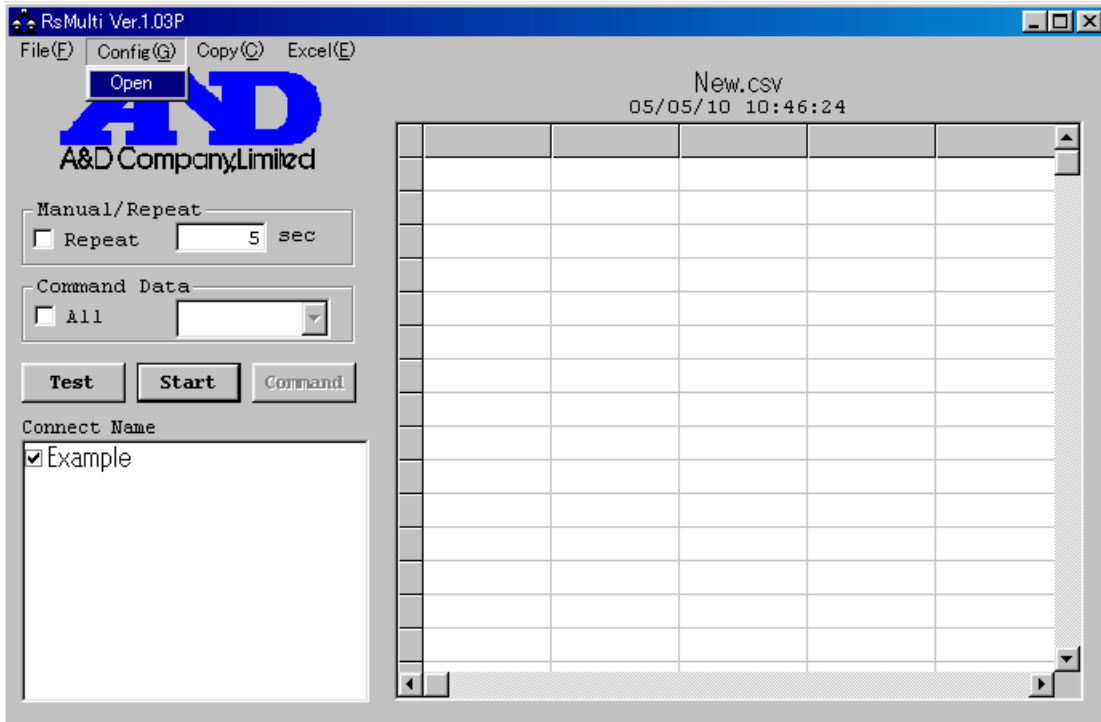 RsMulti Ver.1.03P
File(F) Config(G) Copy(C) Excel(E)
Open
A&D
A&D Company,Limited
New.csv
05/05/10 10:46:24
Manual/Repeat
Repeat 5 sec
Command Data
All
Test Start Command
Connect Name
Example